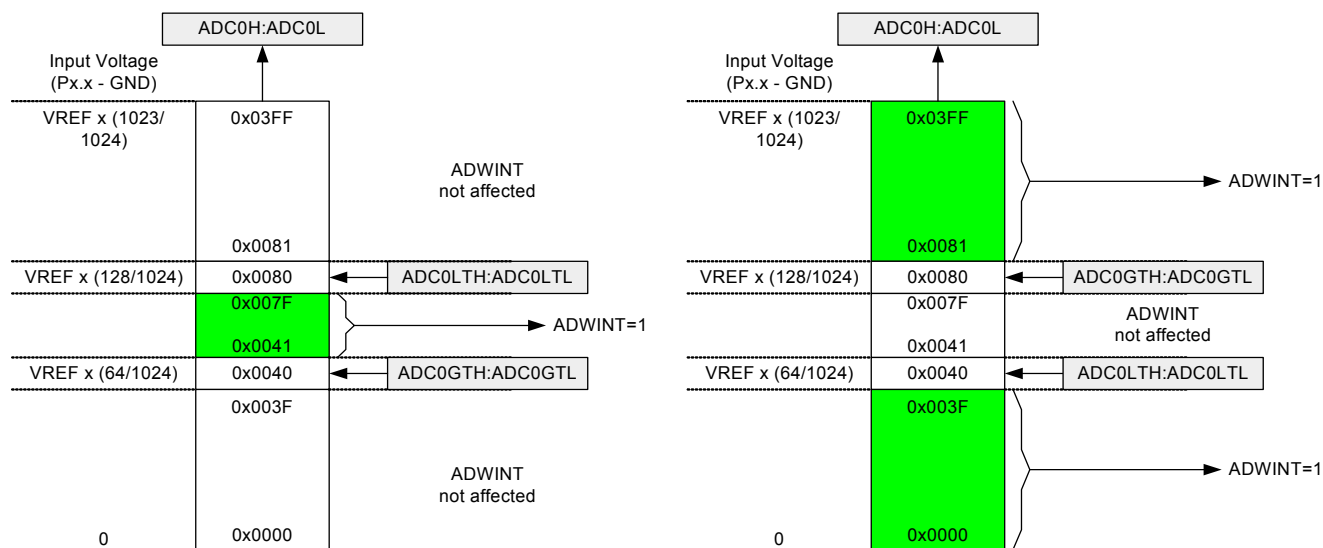 ADC0H:ADC0L
Input Voltage
(Px.x - GND)
VREF x (1023/
1024)
0x03FF
ADWINT
not affected
0x0081
VREF x (128/1024)
0x0080
ADC0LTH:ADC0LTL
0x007F
ADWINT=1
0x0041
VREF x (64/1024)
0x0040
ADC0GTH:ADC0GTL
0x003F
ADWINT
not affected
0
0x0000
ADC0H:ADC0L
Input Voltage
(Px.x - GND)
VREF x (1023/
1024)
0x03FF
ADWINT=1
0x0081
VREF x (128/1024)
0x0080
ADC0GTH:ADC0GTL
0x007F
ADWINT
not affected
0x0041
VREF x (64/1024)
0x0040
ADC0LTH:ADC0LTL
0x003F
ADWINT=1
0
0x0000